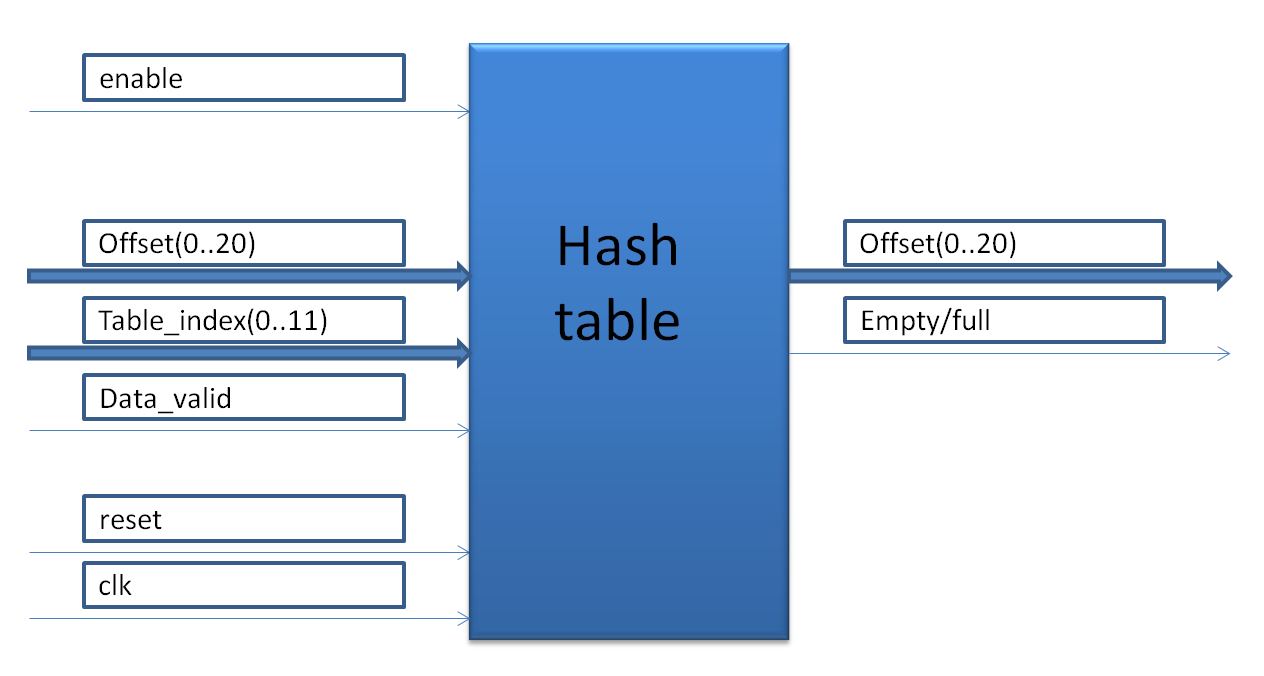 enable
Offset(0..20)
Table_index(0..11)
Data_valid
reset
clk
Hash
table
Offset(0..20)
Empty/full